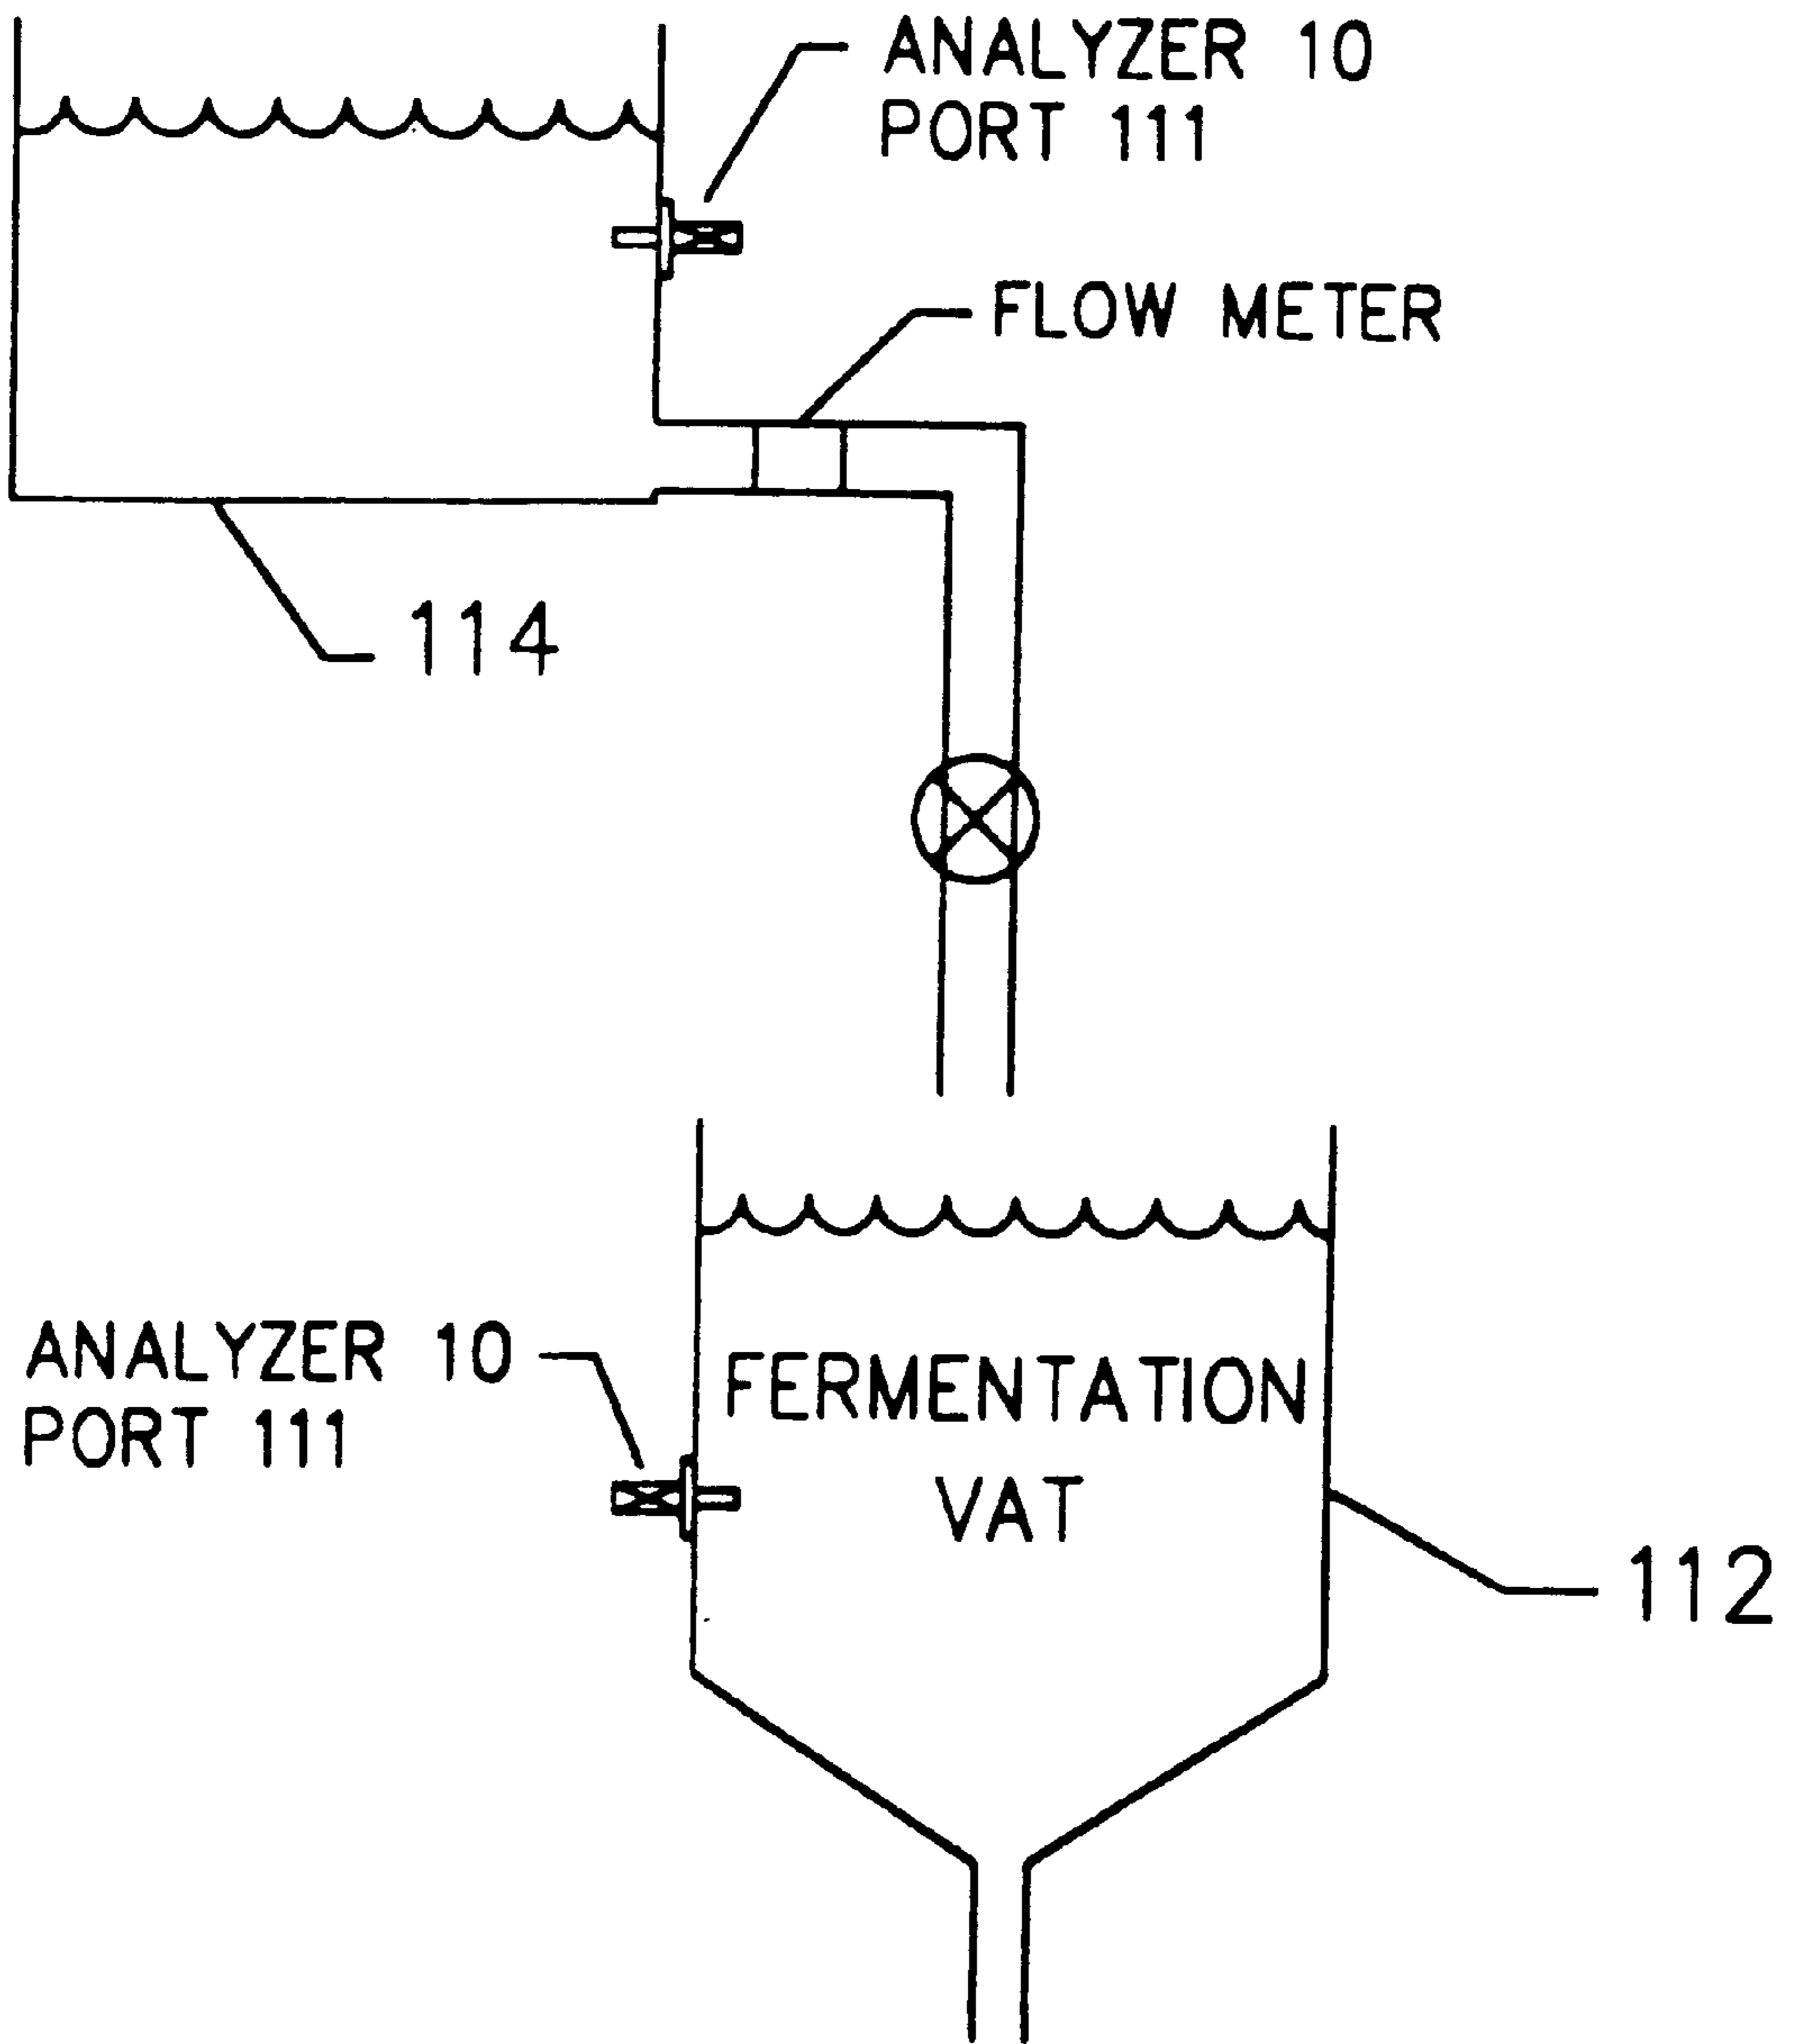 ANALYZER 10
PORT 111
FLOW METER
114
ANALYZER 10
PORT 111
FERMENTATION
VAT
112